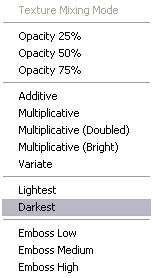 Texture Mixing Mode
Opacity 25%
Opacity 50%
Opacity 75%
Additive
Multiplicative
Multiplicative (Doubled)
Multiplicative (Bright)
Variate
Lightest
Darkest
Emboss Low
Emboss Medium
Emboss High